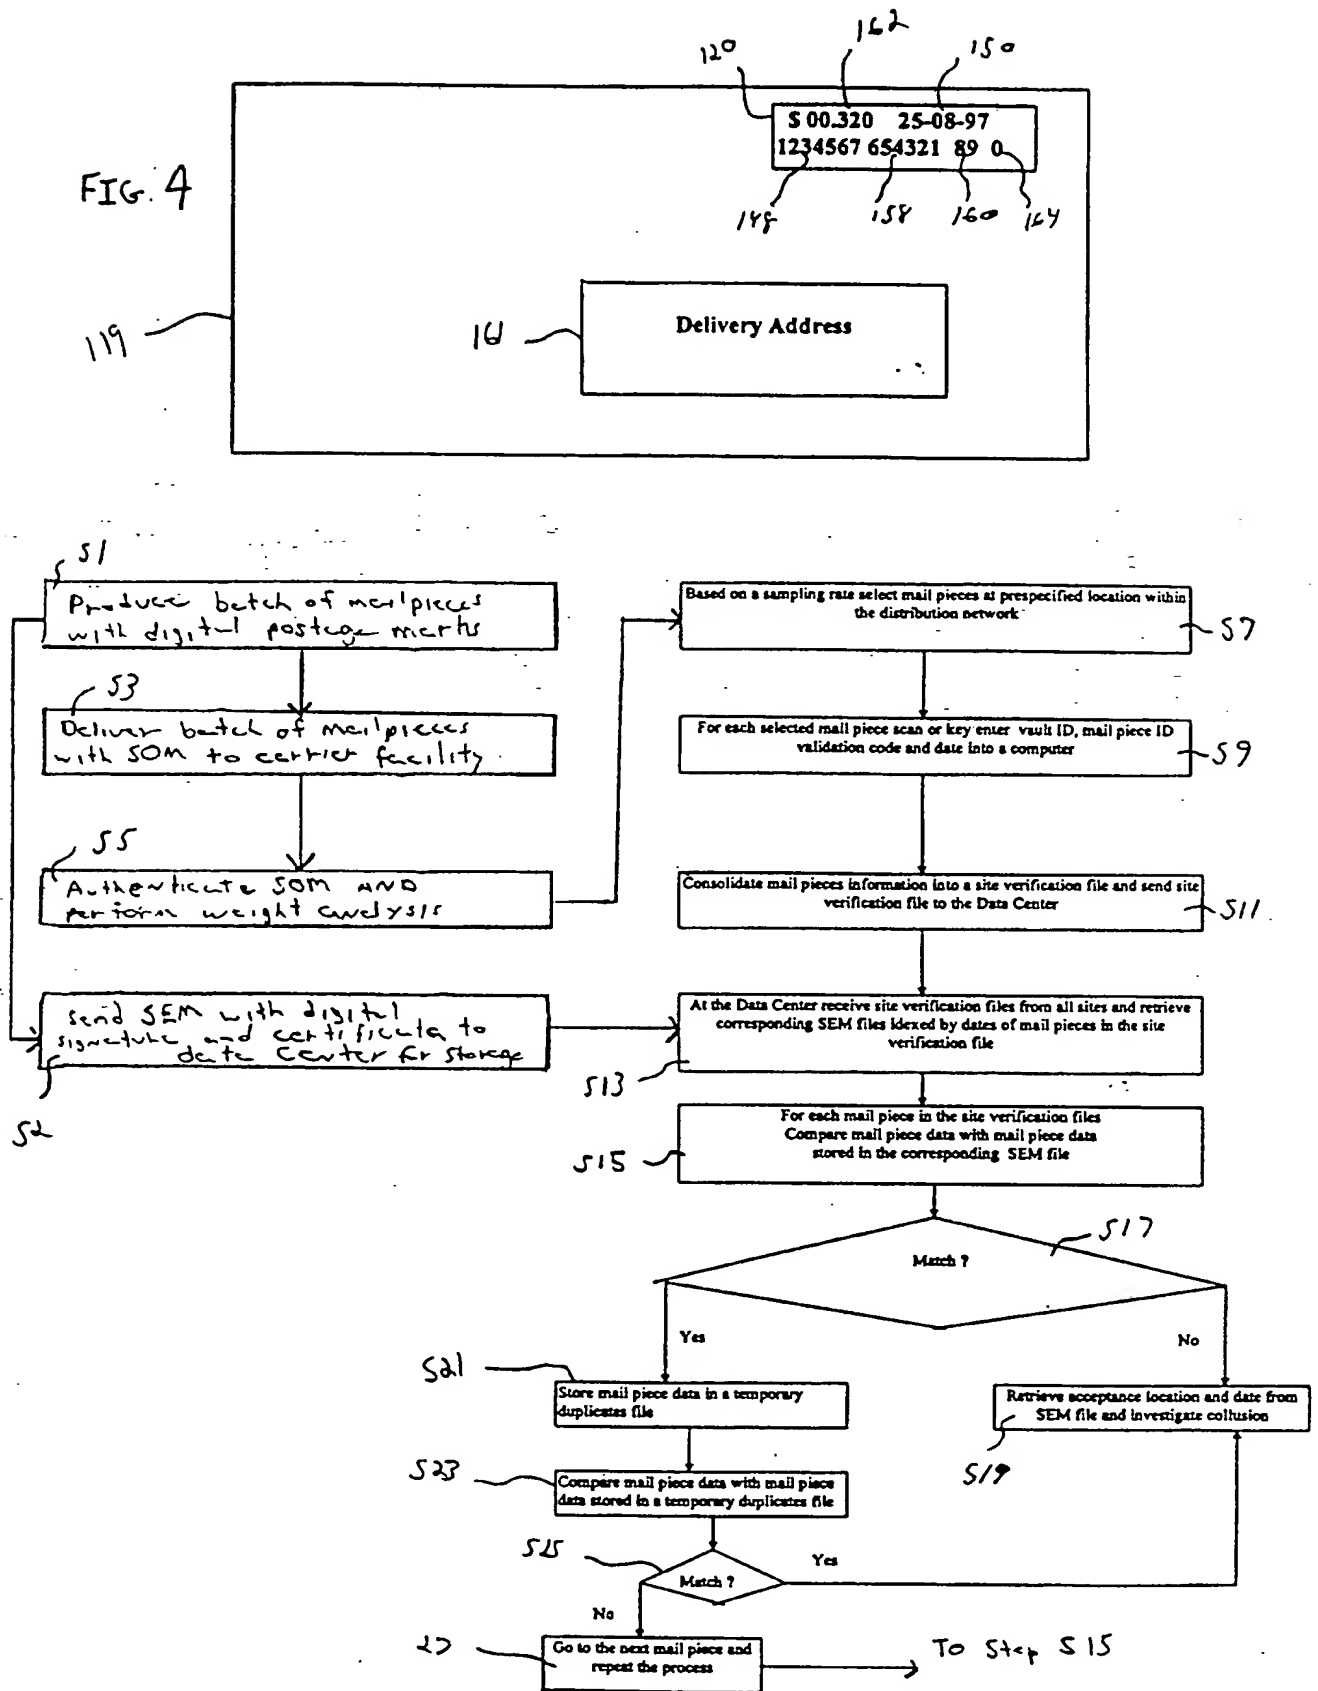 162
120
150
$ 00.320 25-08-97
1234567 654321 89 0
148
158
160
164
FIG. 4
119
161
Delivery Address
S1
Produce batch of mailpieces
with digital postage marks
S3
Deliver batch of mailpieces
with SOM to carrier facility
S5
Authenticate SOM AND
perform weight analysis
Send SEM with digital
signature and certificate to
data center for storage
S2
Based on a sampling rate select mail pieces at prespecified location within
the distribution network
S7
For each selected mail piece scan or key enter vault ID, mail piece ID
validation code and date into a computer
S9
Consolidate mail pieces information into a site verification file and send site
verification file to the Data Center
S11
At the Data Center receive site verification files from all sites and retrieve
corresponding SEM files idexed by dates of mail pieces in the site
verification file
S13
For each mail piece in the site verification files
Compare mail piece data with mail piece data
stored in the corresponding SEM file
S15
S17
Match ?
Yes
No
S21
Store mail piece data in a temporary
duplicates file
Retrieve acceptance location and date from
SEM file and investigate collusion
S19
S23
Compare mail piece data with mail piece
data stored in a temporary duplicates file
S25
Match ?
Yes
No
27
Go to the next mail piece and
repeat the process
To Step S15